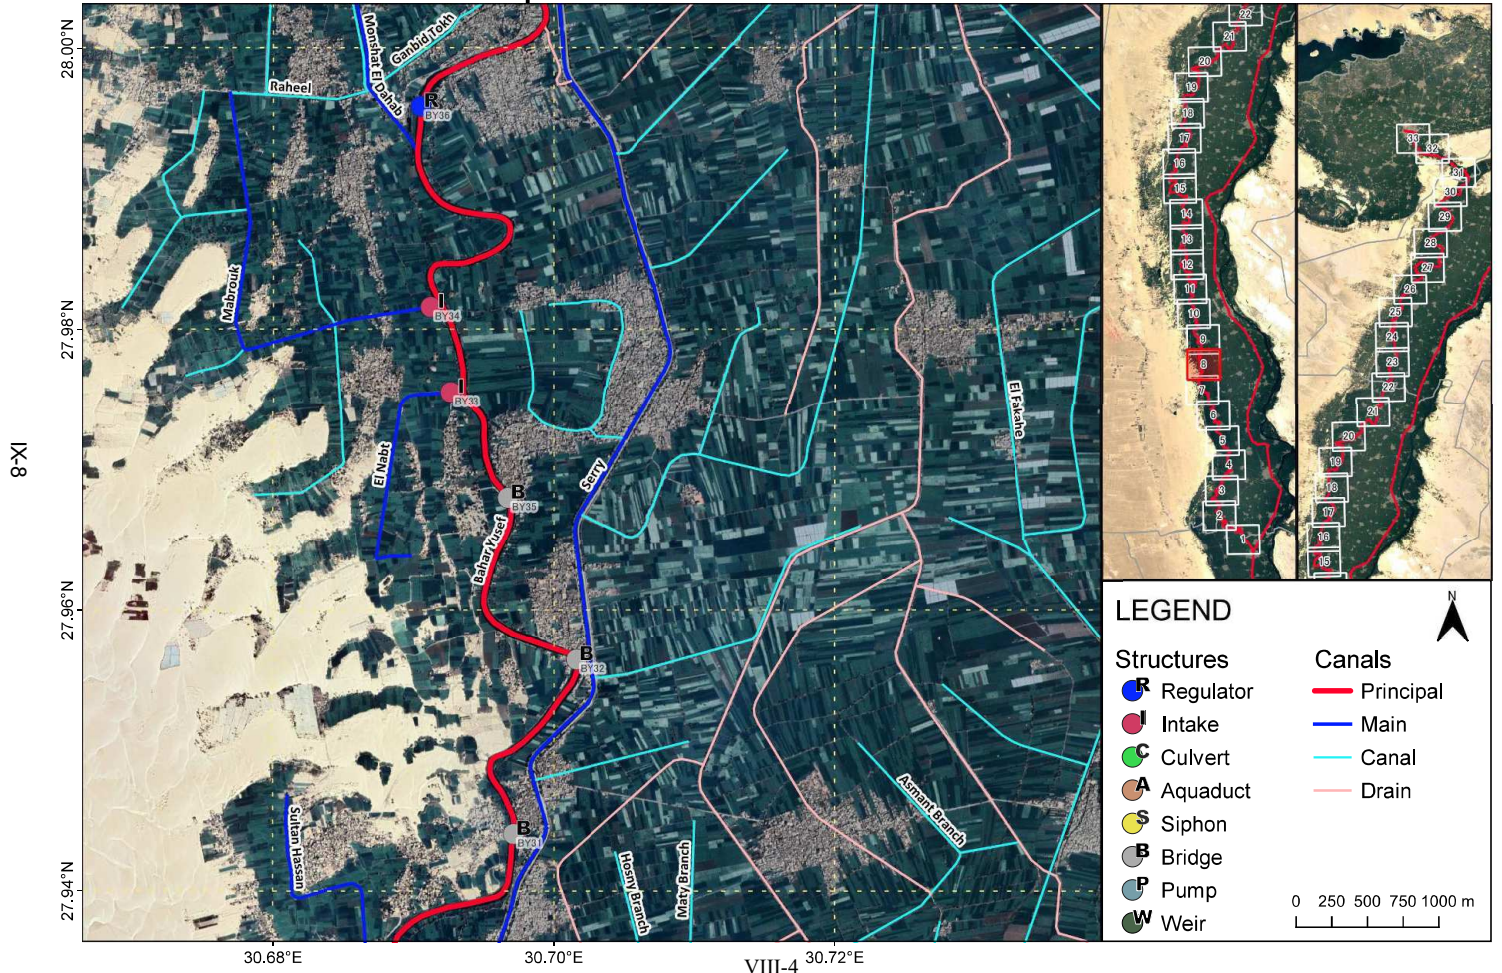 28.00°N
27.98°N
27.96°N
27.94°N
IX-8
Monshat El Dahab
Ganbid Tokh
Raheel
R
BY36
Mabrouk
I
BY34
I
BY33
El Nabt
B
BY35
Bahar Yusef
Serry
El Fakahe
B
BY32
B
BY31
Sultan Hassan
Hosny Branch
Maty Branch
Asmant Branch
30.68°E
30.70°E
30.72°E
VIII-4
22
21
20
19
18
17
16
15
14
13
12
11
10
9
8
7
6
5
4
3
2
1
33
32
31
30
29
28
27
26
25
24
23
22
21
20
19
18
17
16
15
LEGEND
N
Structures
R Regulator
I Intake
C Culvert
A Aquaduct
S Siphon
B Bridge
P Pump
W Weir
Canals
Principal
Main
Canal
Drain
0 250 500 750 1000 m